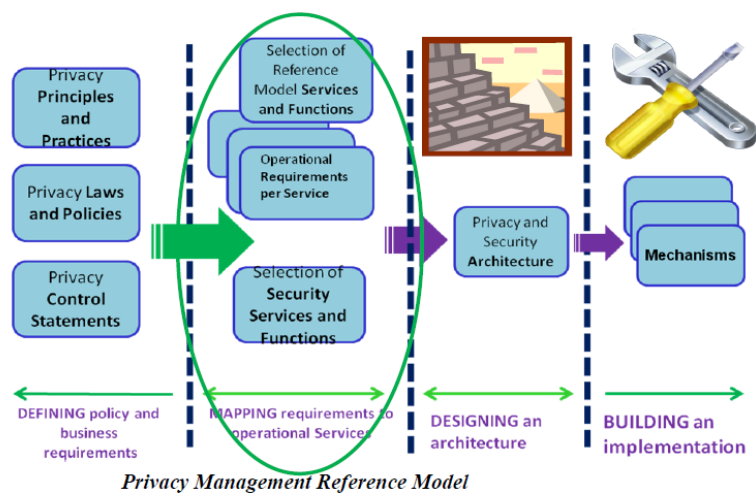 Privacy
Principles
and
Practices
Privacy Laws
and Policies
Privacy
Control
Statements
Selection of
Reference
Model Services
and Functions
Operational
Requirements
per Service
Selection of
Security
Services and
Functions
Privacy and
Security
Architecture
Mechanisms
DEFINING policy and
business
requirements
MAPPING requirements to
operational Services
DESIGNING an
architecture
BUILDING an
implementation
Privacy Management Reference Model